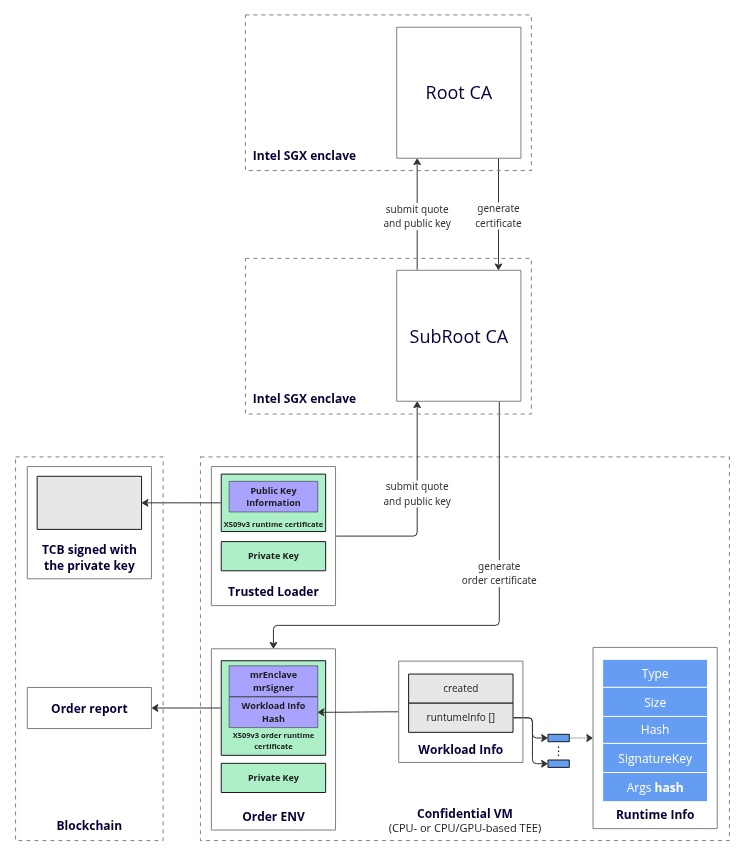 Root CA
Intel SGX enclave
submit quote
and public key
generate
certificate
SubRoot CA
Intel SGX enclave
submit quote
and public key
generate
order certificate
Public Key
Information
X509v3 runtime certificate
Private Key
Trusted Loader
TCB signed with
the private key
mrEnclave
mrSigner
Workload Info
Hash
X509v3 order runtime
certificate
Private Key
Order ENV
Order report
Blockchain
created
runtumeInfo []
Workload Info
Type
Size
Hash
SignatureKey
Args hash
Runtime Info
Confidential VM
(CPU- or CPU/GPU-based TEE)